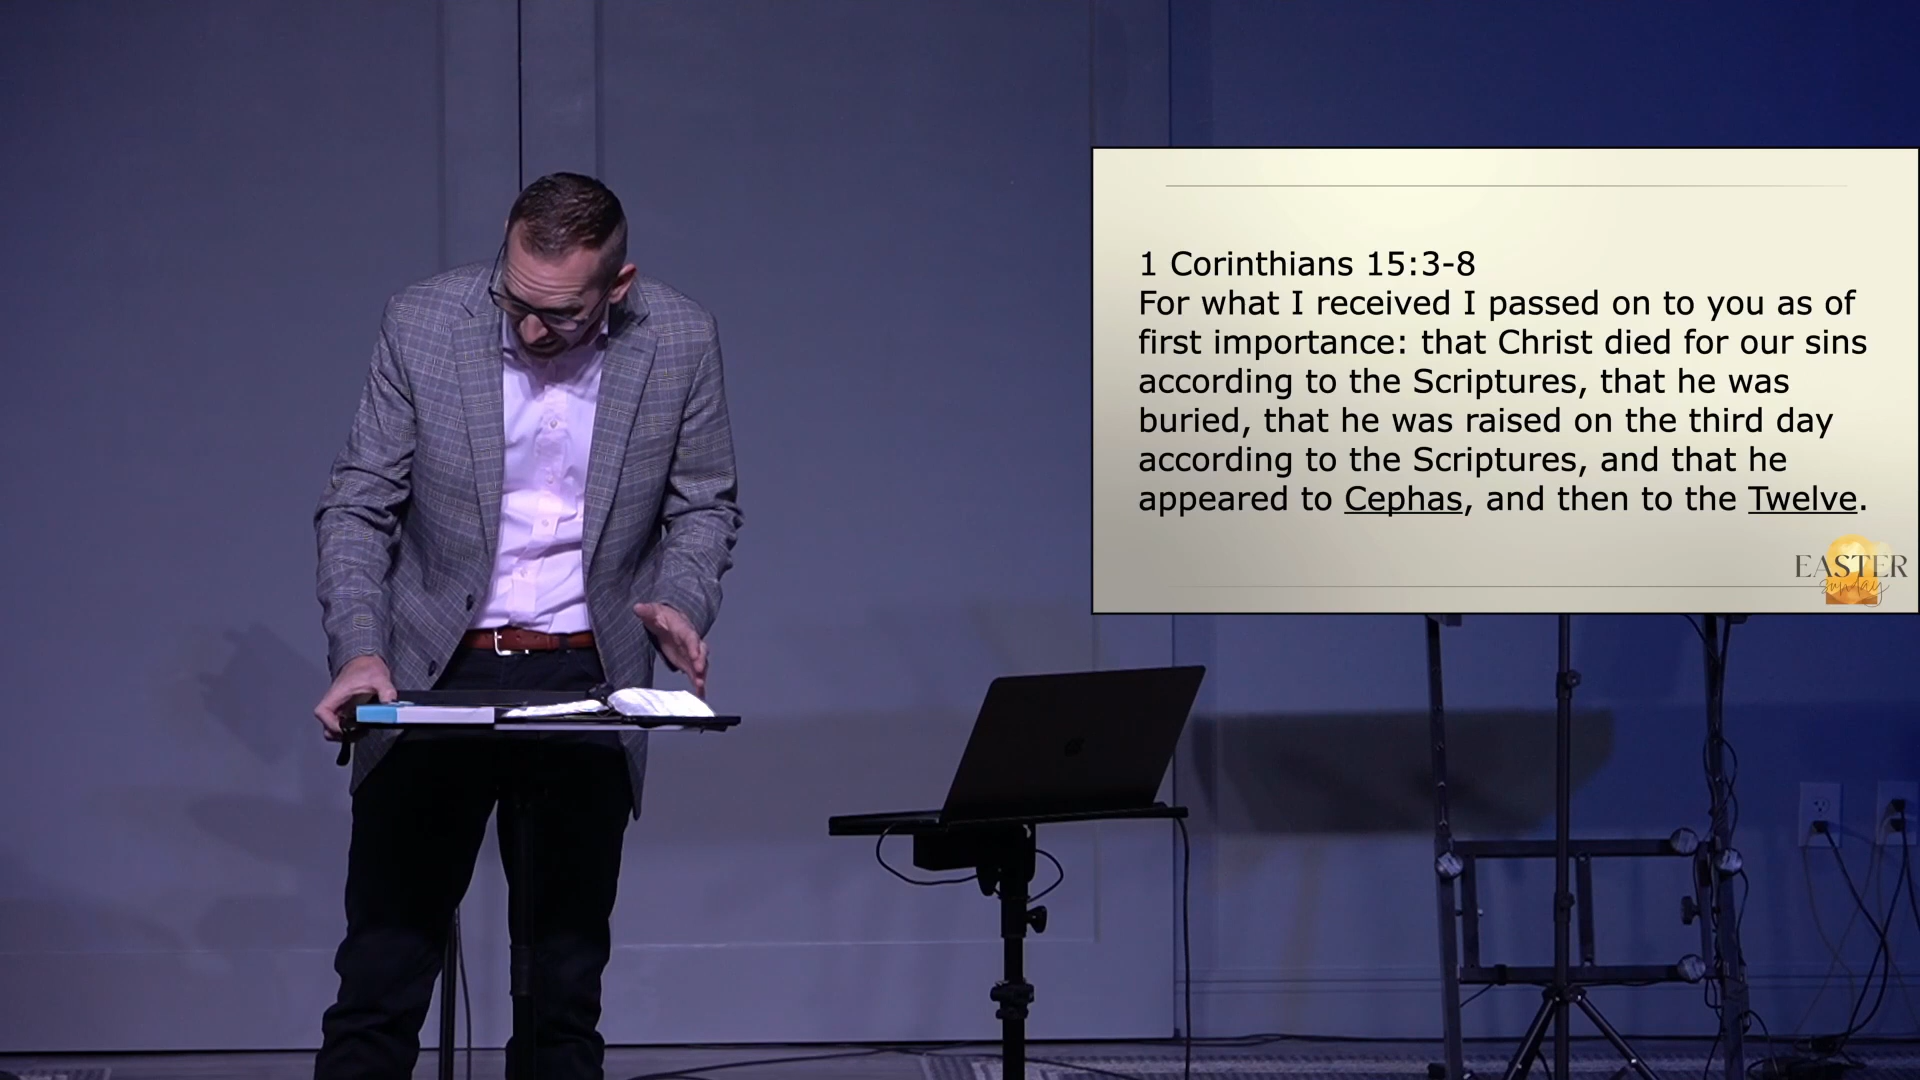 1 Corinthians 15:3-8
For what I received I passed on to you as of
first importance: that Christ died for our sins
according to the Scriptures, that he was
buried, that he was raised on the third day
according to the Scriptures, and that he
appeared to Cephas, and then to the Twelve.
EASTER
sunday